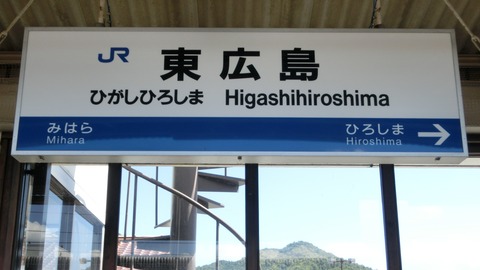 JR 東広島
ひがしひろしま Higashihiroshima
みはら ひろしま →
Mihara Hiroshima